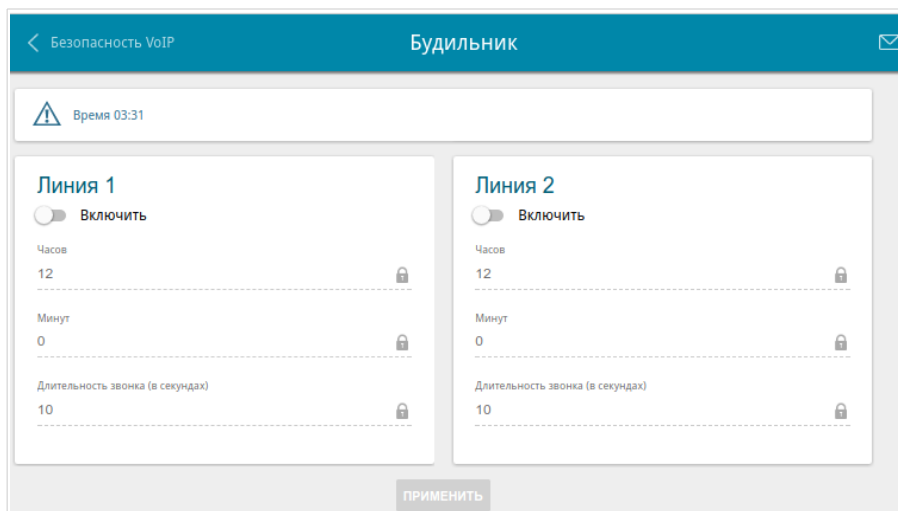 Безопасность VoIP
Будильник
Время 03:31
Линия 1
Включить
Часов
12
Минут
0
Длительность звонка (в секундах)
10
Линия 2
Включить
Часов
12
Минут
0
Длительность звонка (в секундах)
10
ПРИМЕНИТЬ